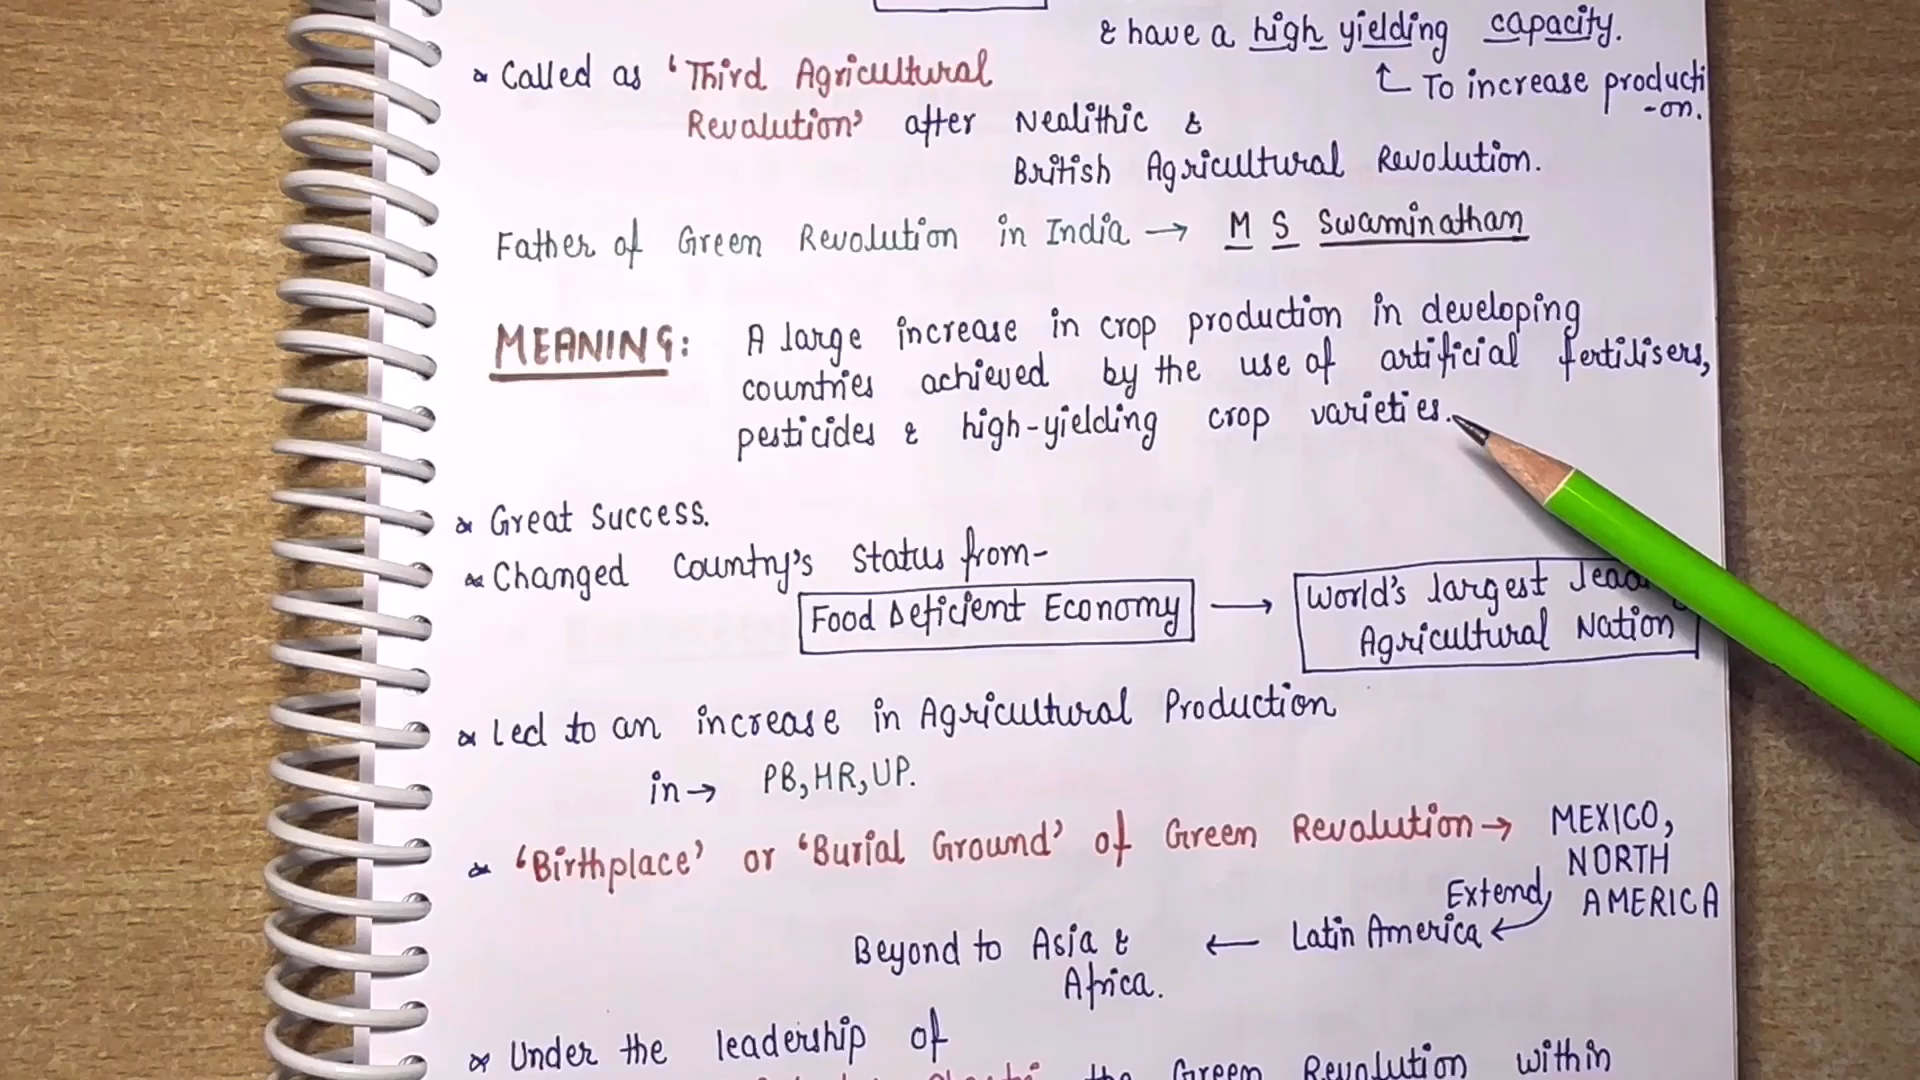 & have a high yielding capacity.
Called as 'Third Agricultural
To increase producti
-on.
Revolution' after Nealithic &
British Agricultural Revolution.
Father of Green Revolution in India → M S Swaminathan
MEANING: A large increase in crop production in developing
countries achieved by the use of artificial fertilisers,
pesticides & high-yielding crop varieties.
Great Success.
Changed Country's Status from-
Food Deficient Economy → World's largest
Agricultural Nation
Led to an increase in Agricultural Production
in → PB, HR, UP.
'Birthplace' or 'Burial Ground' of Green Revolution → MEXICO,
NORTH
AMERICA
Extend
Beyond to Asia & ← Latin America ←
Africa.
Under the leadership of
the Green Revolution within